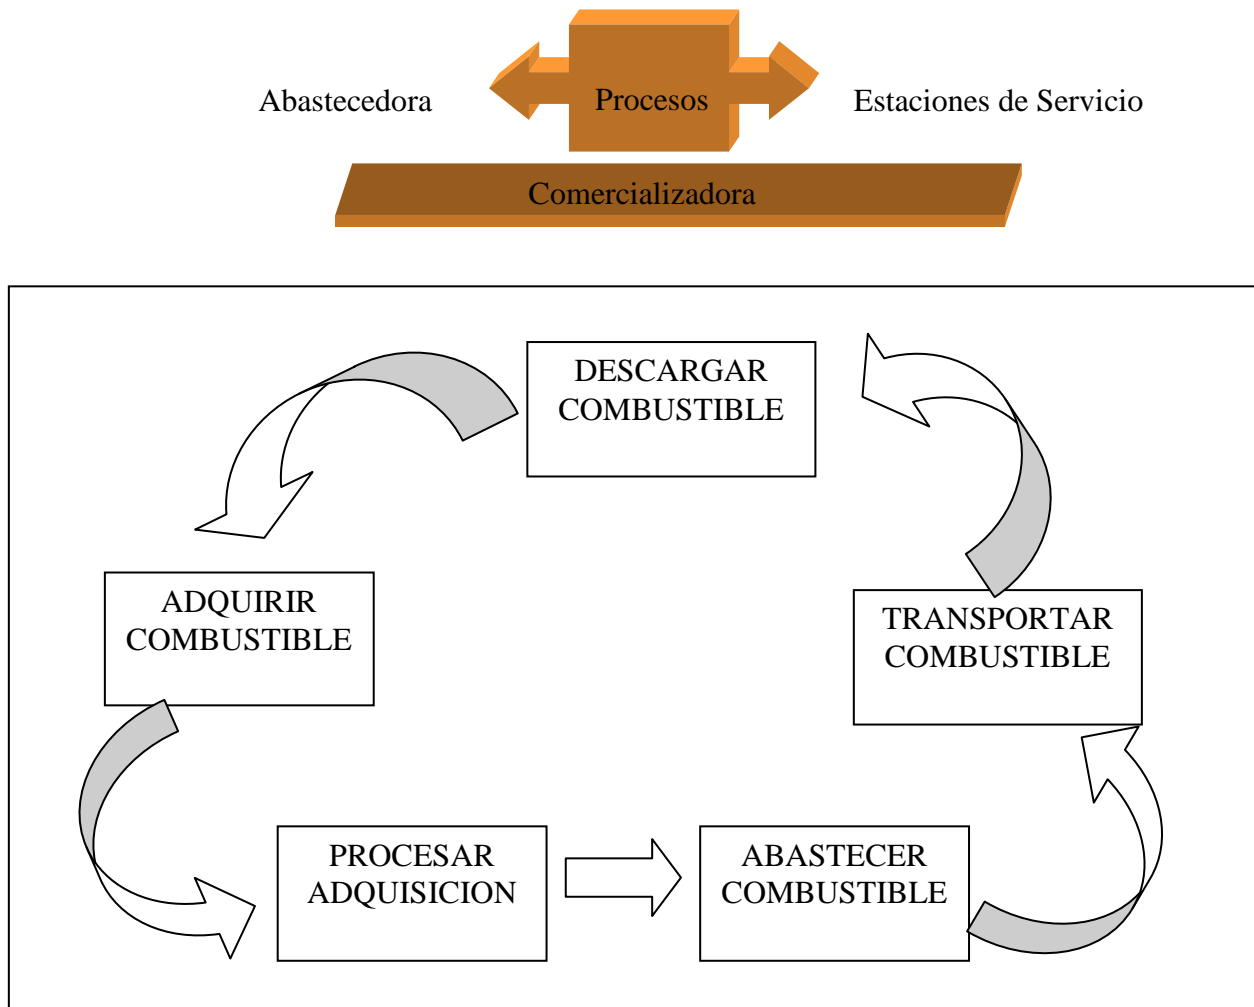 Abastecedora
Procesos
Estaciones de Servicio
Comercializadora
DESCARGAR
COMBUSTIBLE
ADQUIRIR
COMBUSTIBLE
TRANSPORTAR
COMBUSTIBLE
PROCESAR
ADQUISICION
ABASTECER
COMBUSTIBLE